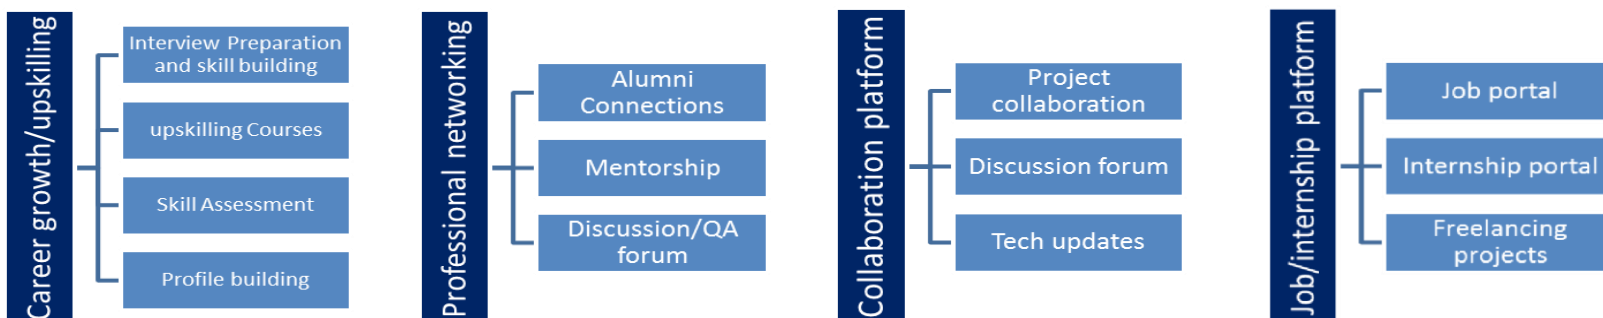 Career growth/upskilling
Interview Preparation
and skill building
upskilling Courses
Skill Assessment
Profile building
Professional networking
Alumni
Connections
Mentorship
Discussion/QA
forum
Collaboration platform
Project
collaboration
Discussion forum
Tech updates
Job/internship platform
Job portal
Internship portal
Freelancing
projects